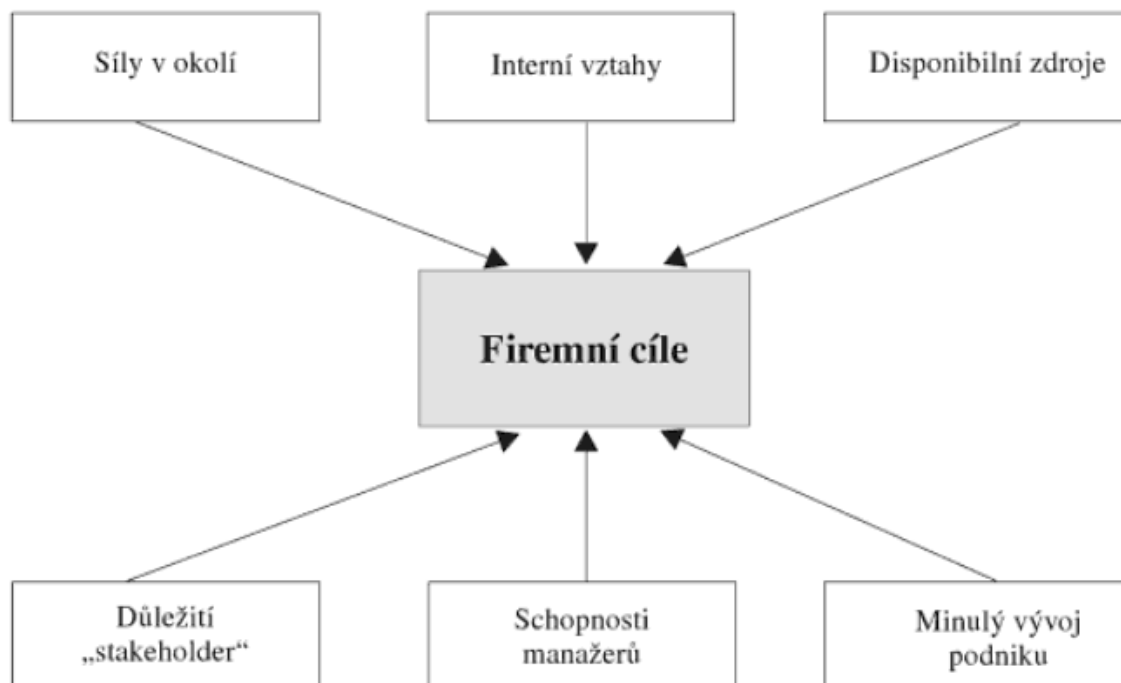 Síly v okolí
Interní vztahy
Disponibilní zdroje
Firemní cíle
Důležití
„stakeholder“
Schopnosti
manažerů
Minulý vývoj
podniku